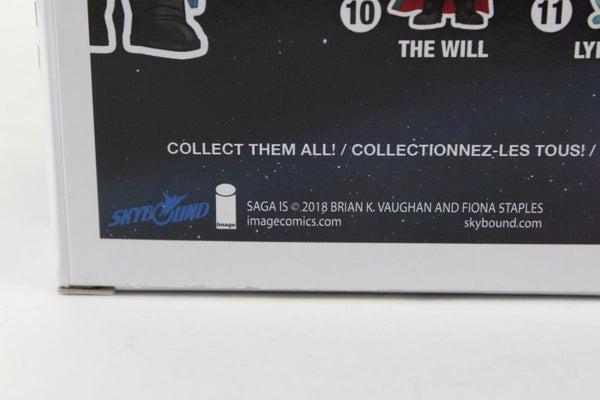 10
THE WILL
11
COLLECT THEM ALL! / COLLECTIONNEZ-LES TOUS! /
SKYBOUND
Image
SAGA IS © 2018 BRIAN K. VAUGHAN AND FIONA STAPLES
imagecomics.com
skybound.com